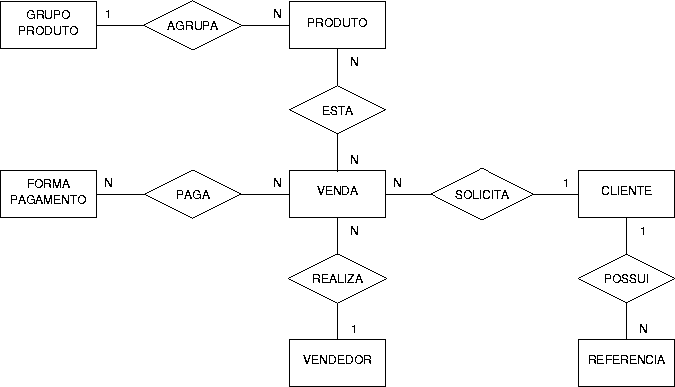 GRUPO
PRODUTO
1
AGRUPA
N
PRODUTO
N
ESTA
N
FORMA
PAGAMENTO
N
PAGA
N
VENDA
N
SOLICITA
1
CLIENTE
N
REALIZA
1
VENDEDOR
1
POSSUI
N
REFERENCIA